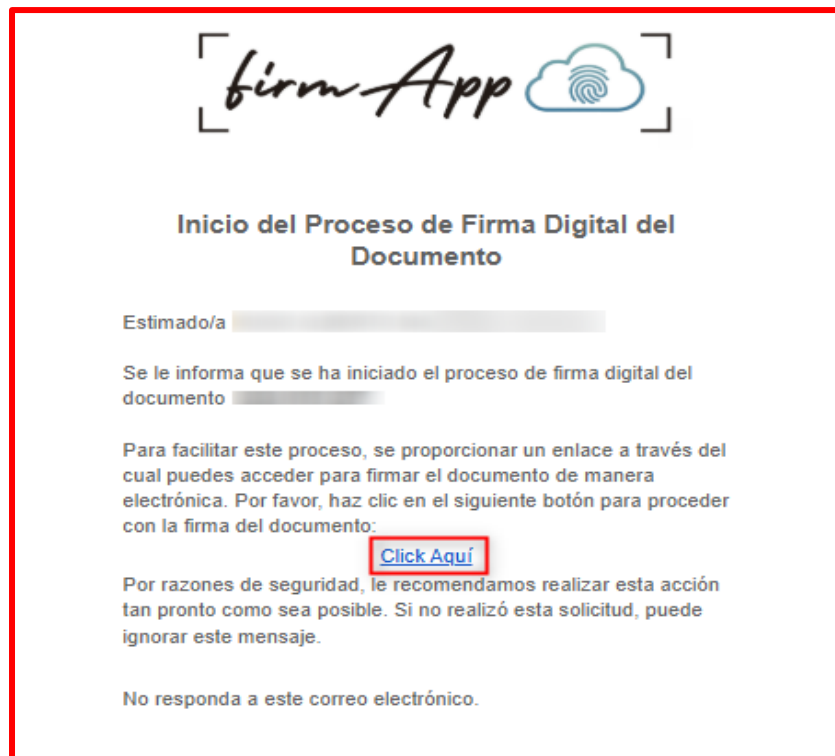 firmApp
Inicio del Proceso de Firma Digital del
Documento
Estimado/a
Se le informa que se ha iniciado el proceso de firma digital del
documento
Para facilitar este proceso, se proporcionar un enlace a través del
cual puedes acceder para firmar el documento de manera
electrónica. Por favor, haz clic en el siguiente botón para proceder
con la firma del documento:
Click Aquí
Por razones de seguridad, le recomendamos realizar esta acción
tan pronto como sea posible. Si no realizó esta solicitud, puede
ignorar este mensaje.
No responda a este correo electrónico.